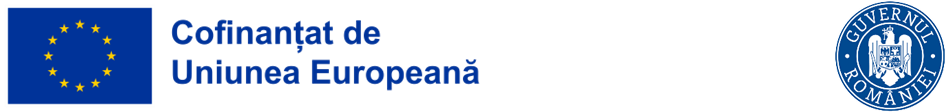 Cofinanțat de
Uniunea Europeană
GUVERNUL
ROMÂNIEI